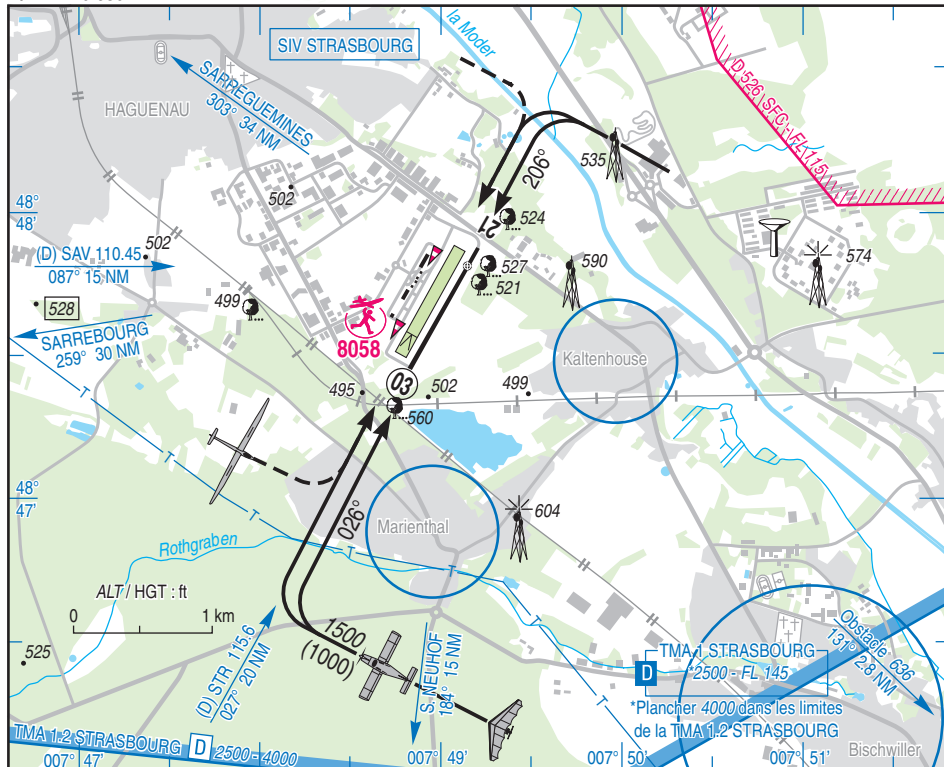 SIV STRASBOURG
la Moder
D 526 SFC - FL 115
HAGUENAU
SARREGUEMINES
303° 34 NM
535
206°
502
524
21
48°
48'
502
(D) SAV 110.45
087° 15 NM
527
521
590
574
499
528
SARREBOURG
259° 30 NM
8058
Kaltenhouse
495
03
502
499
560
48°
47'
026°
Marienthal
604
Rothgraben
ALT / HGT : ft
0 1 km
525
(D) STR 115.6
027° 20 NM
1500
(1000)
S. NEUHOF
184° 15 NM
Obstacle 636
131° 2.8 NM
D
TMA 1 STRASBOURG
*2500 - FL 145
*Plancher 4000 dans les limites
de la TMA 1.2 STRASBOURG
TMA 1.2 STRASBOURG D 2500 - 4000
Bischwiller
007° 47'
007° 49'
007° 50'
007° 51'
T
T
T
T
T
T
T